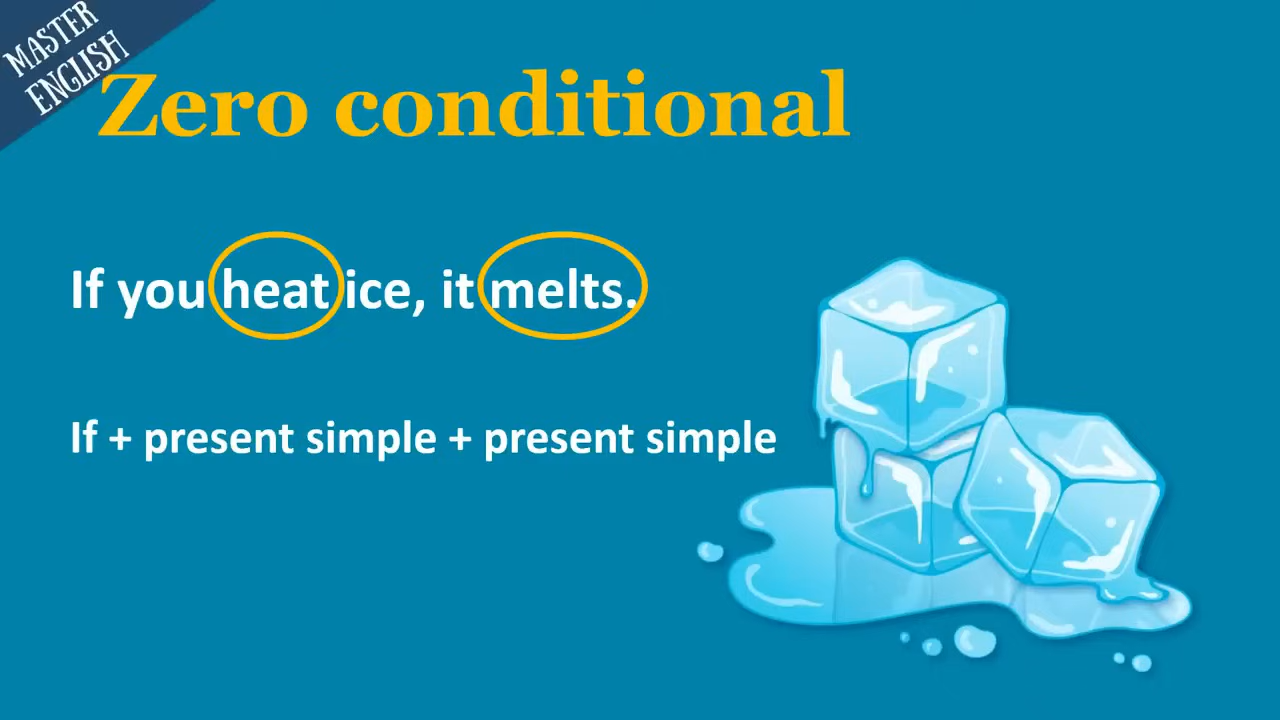 MASTER
ENGLISH
Zero conditional
If you heat ice, it melts.
If + present simple + present simple